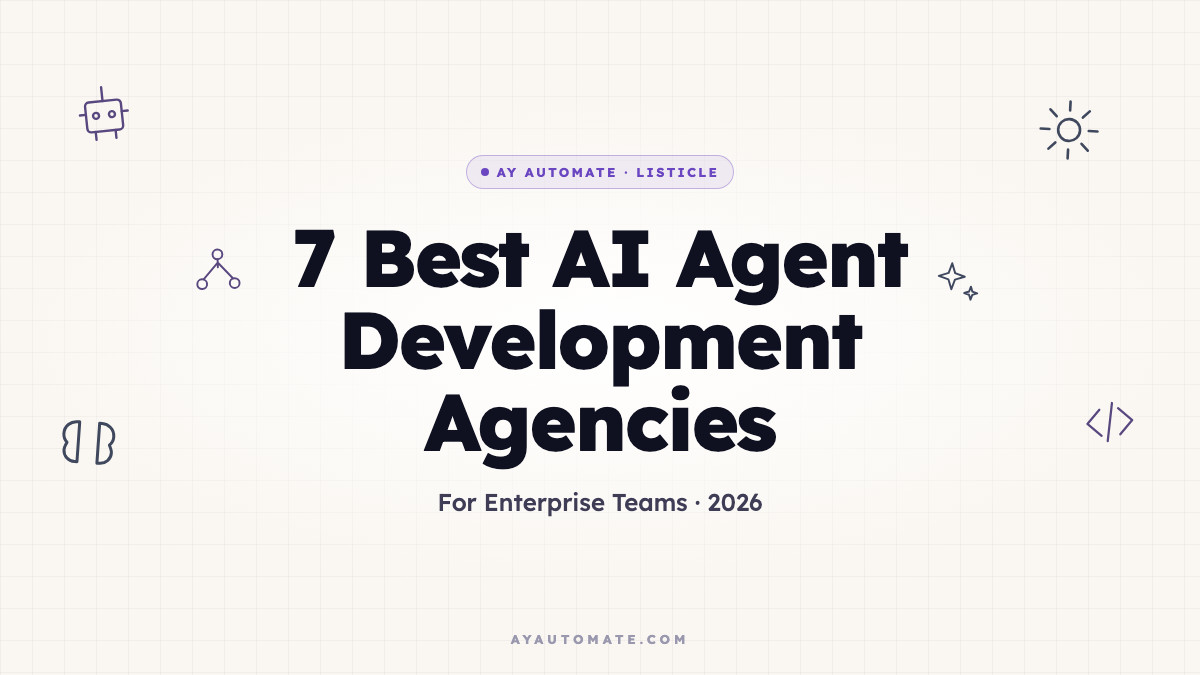 AY AUTOMATE · LISTICLE
7 Best AI Agent
Development
Agencies
For Enterprise Teams · 2026
AYAUTOMATE.COM